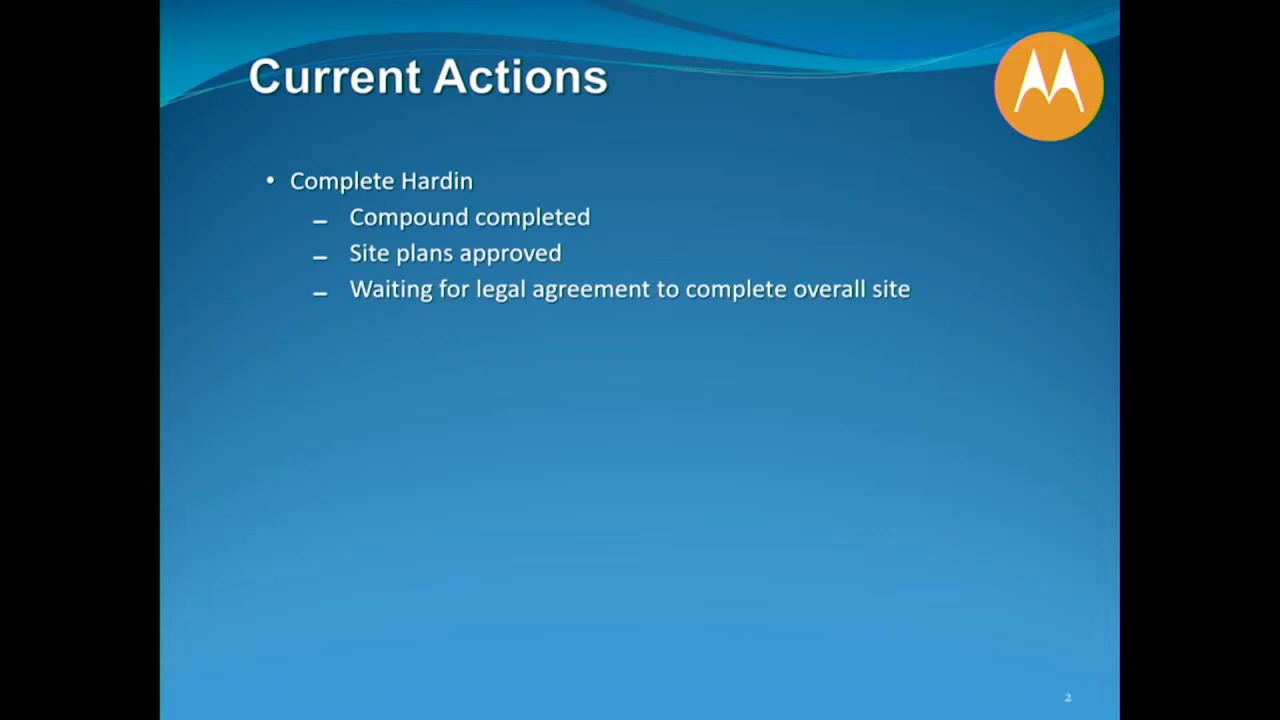 Current Actions
• Complete Hardin
– Compound completed
– Site plans approved
– Waiting for legal agreement to complete overall site
2